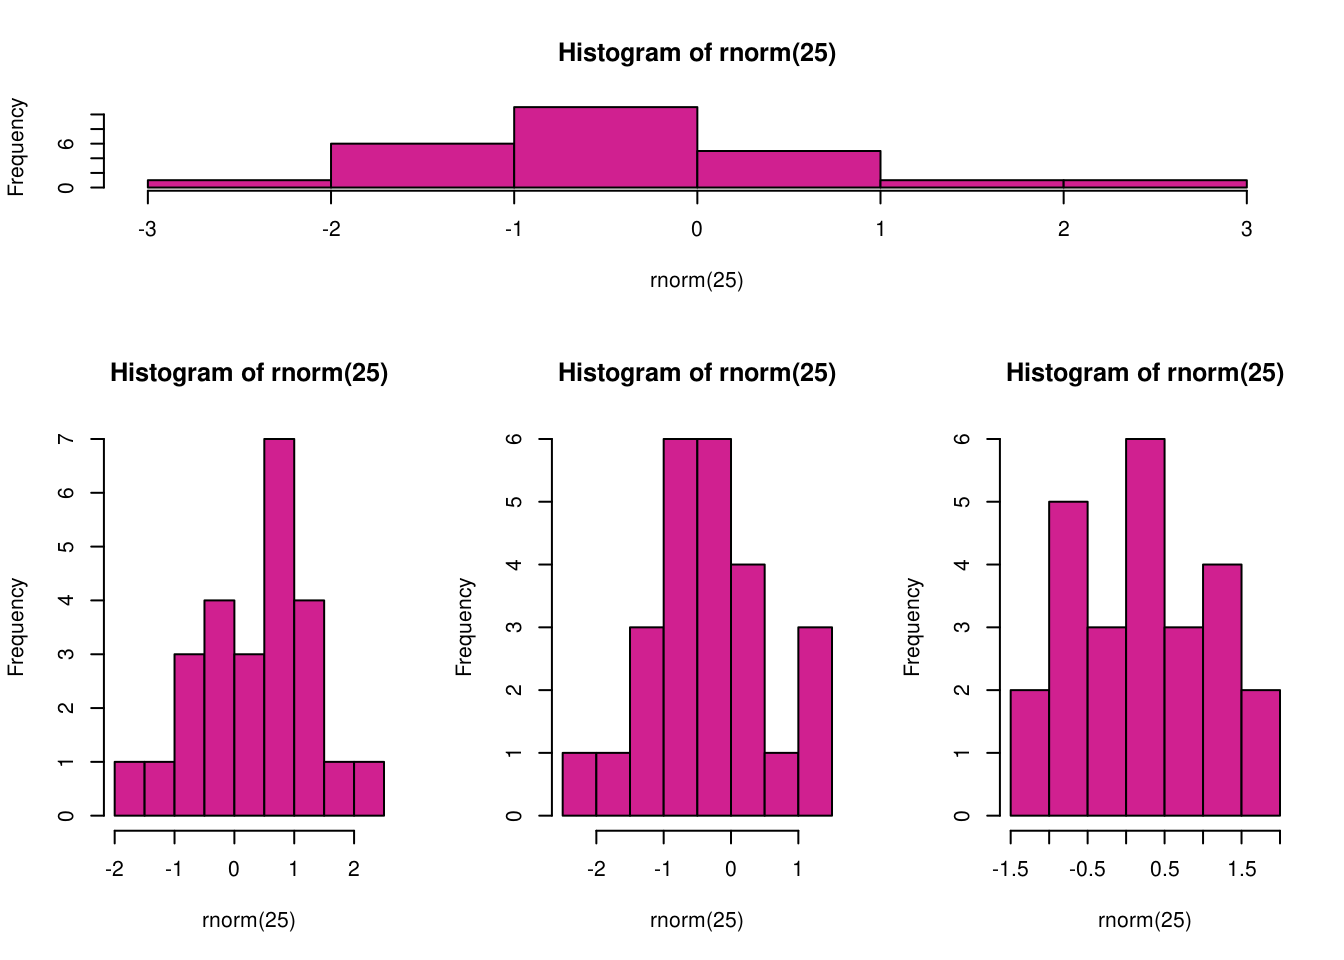 Histogram of rnorm(25)
Frequency
6
0
-3 -2 -1 0 1 2 3
rnorm(25)
Histogram of rnorm(25)
Frequency
7
6
5
4
3
2
1
0
-2 -1 0 1 2
rnorm(25)
Histogram of rnorm(25)
Frequency
6
5
4
3
2
1
0
-2 -1 0 1
rnorm(25)
Histogram of rnorm(25)
Frequency
6
5
4
3
2
1
0
-1.5 -0.5 0.5 1.5
rnorm(25)